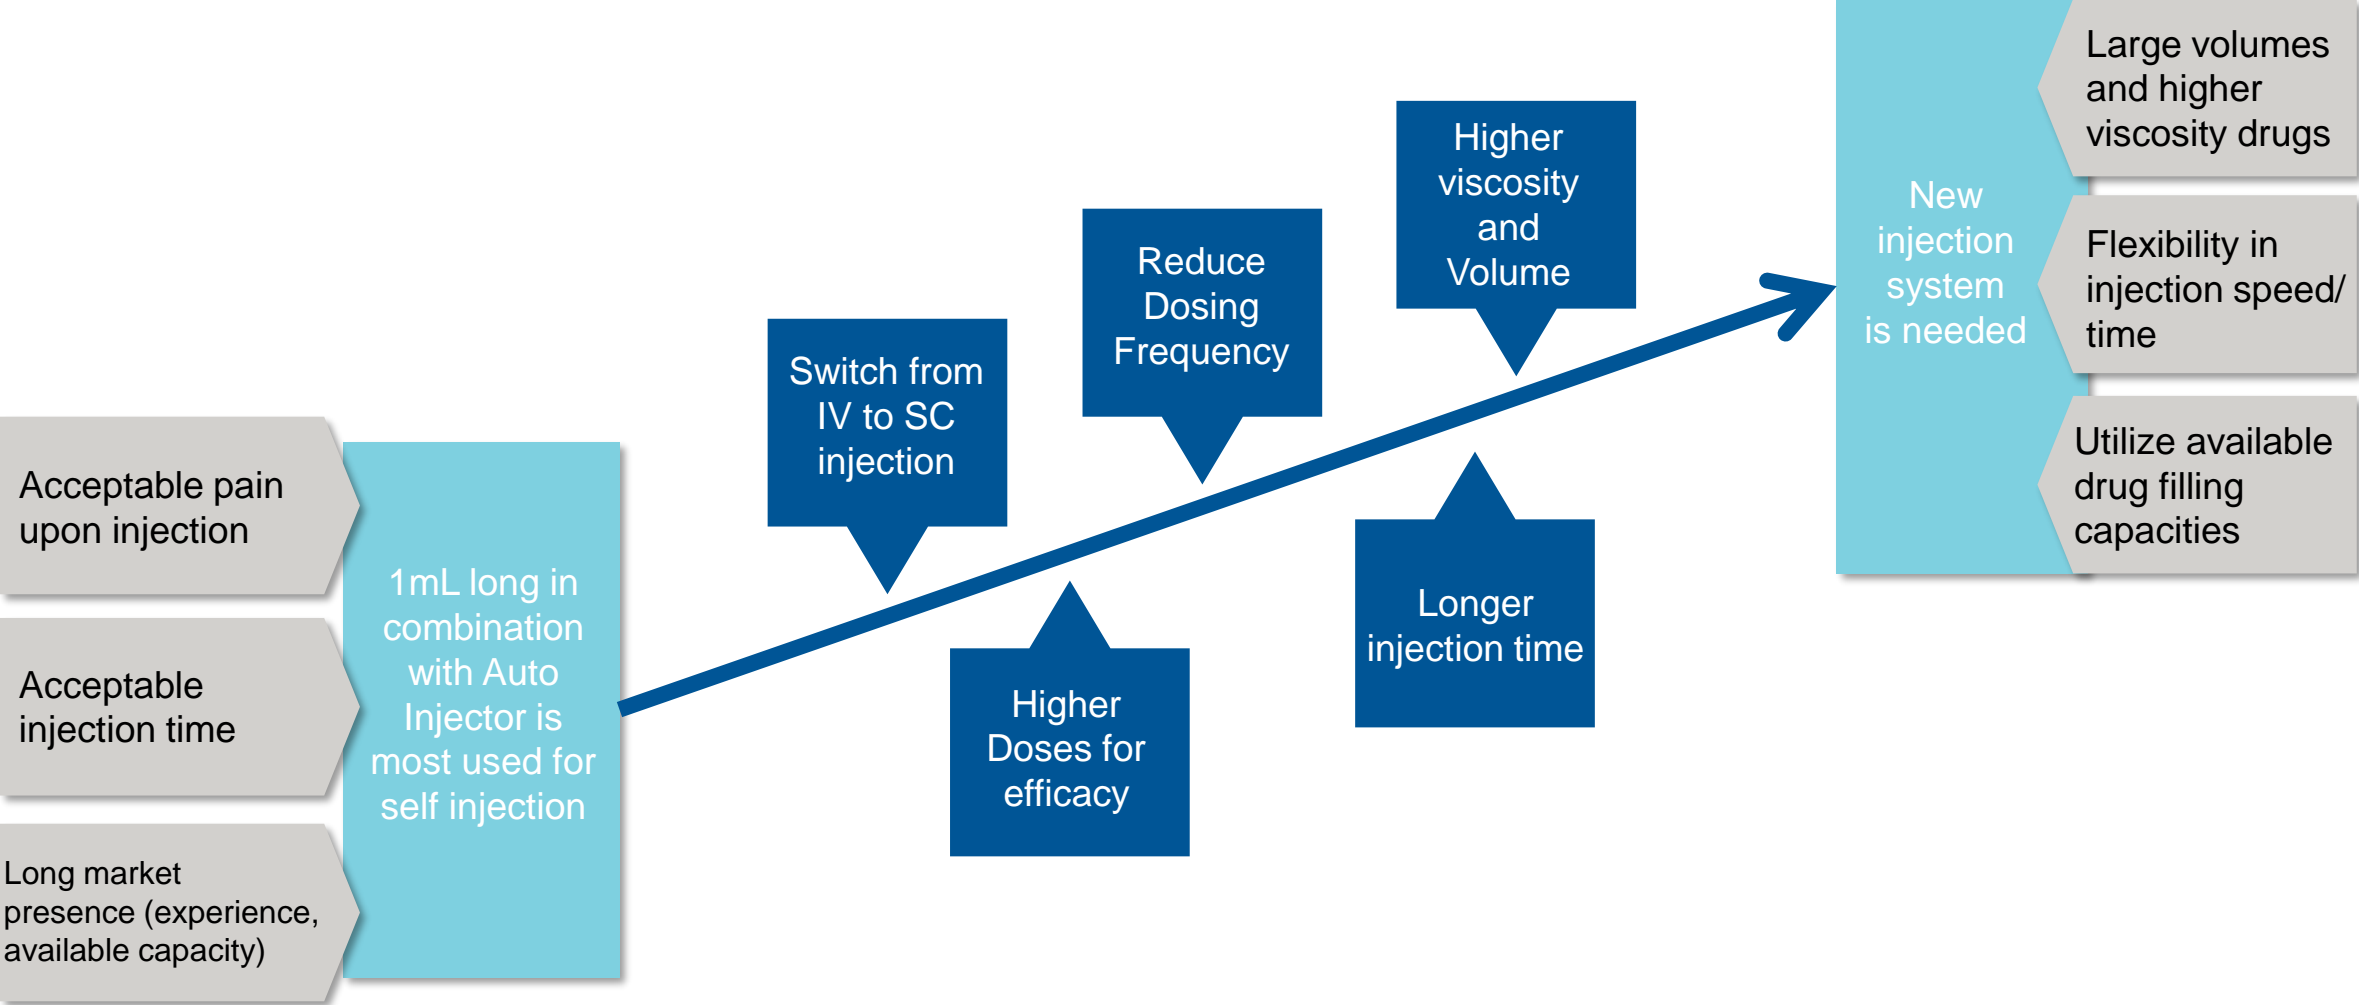 Acceptable pain
upon injection
Acceptable
injection time
Long market
presence (experience,
available capacity)
1mL long in
combination
with Auto
Injector is
most used for
self injection
Switch from
IV to SC
injection
Higher
Doses for
efficacy
Reduce
Dosing
Frequency
Longer
injection time
Higher
viscosity
and
Volume
New
injection
system
is needed
Large volumes
and higher
viscosity drugs
Flexibility in
injection speed/
time
Utilize available
drug filling
capacities